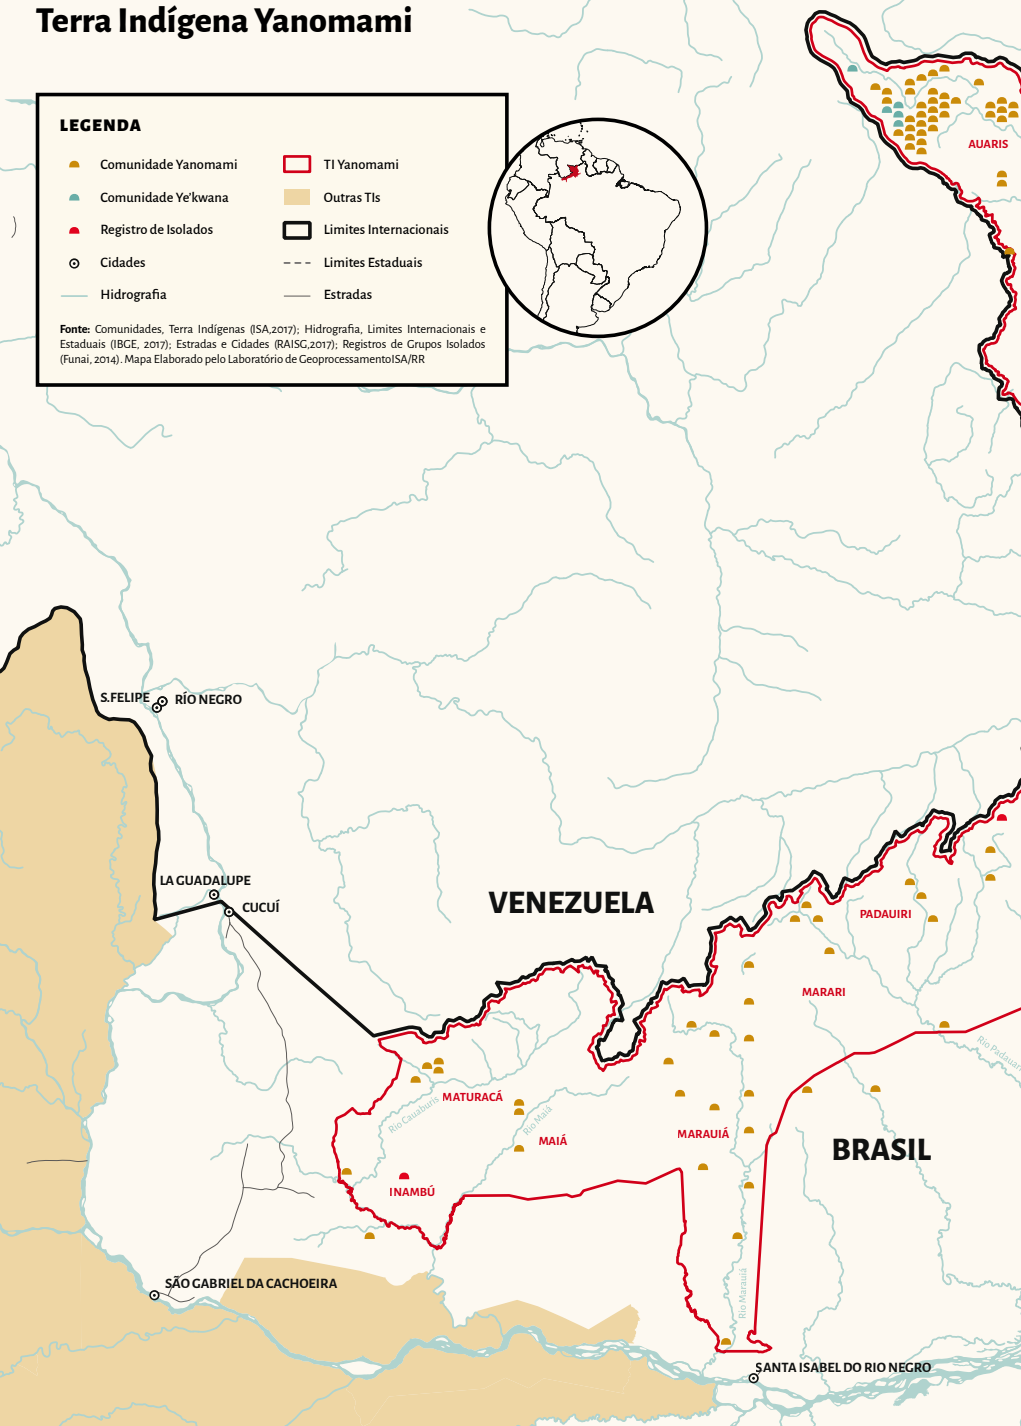 Terra Indígena Yanomami
LEGENDA
Comunidade Yanomami
TI Yanomami
Comunidade Ye'kwana
Outras TIs
Registro de Isolados
Limites Internacionais
Cidades
Limites Estaduais
Hidrografia
Estradas
Fonte: Comunidades, Terra Indígenas (ISA,2017); Hidrografia, Limites Internacionais e
Estaduais (IBGE, 2017); Estradas e Cidades (RAISG,2017); Registros de Grupos Isolados
(Funai, 2014). Mapa Elaborado pelo Laboratório de GeoprocessamentoISA/RR
AUARIS
S.FELIPE
RÍO NEGRO
LA GUADALUPE
CUCUÍ
VENEZUELA
PADAUIRI
MARARI
Rio Padauari
MATURACÁ
Rio Cauaburis
Rio Maiá
MAIÁ
MARAUIÁ
BRASIL
INAMBÚ
SÃO GABRIEL DA CACHOEIRA
Rio Marauiá
SANTA ISABEL DO RIO NEGRO